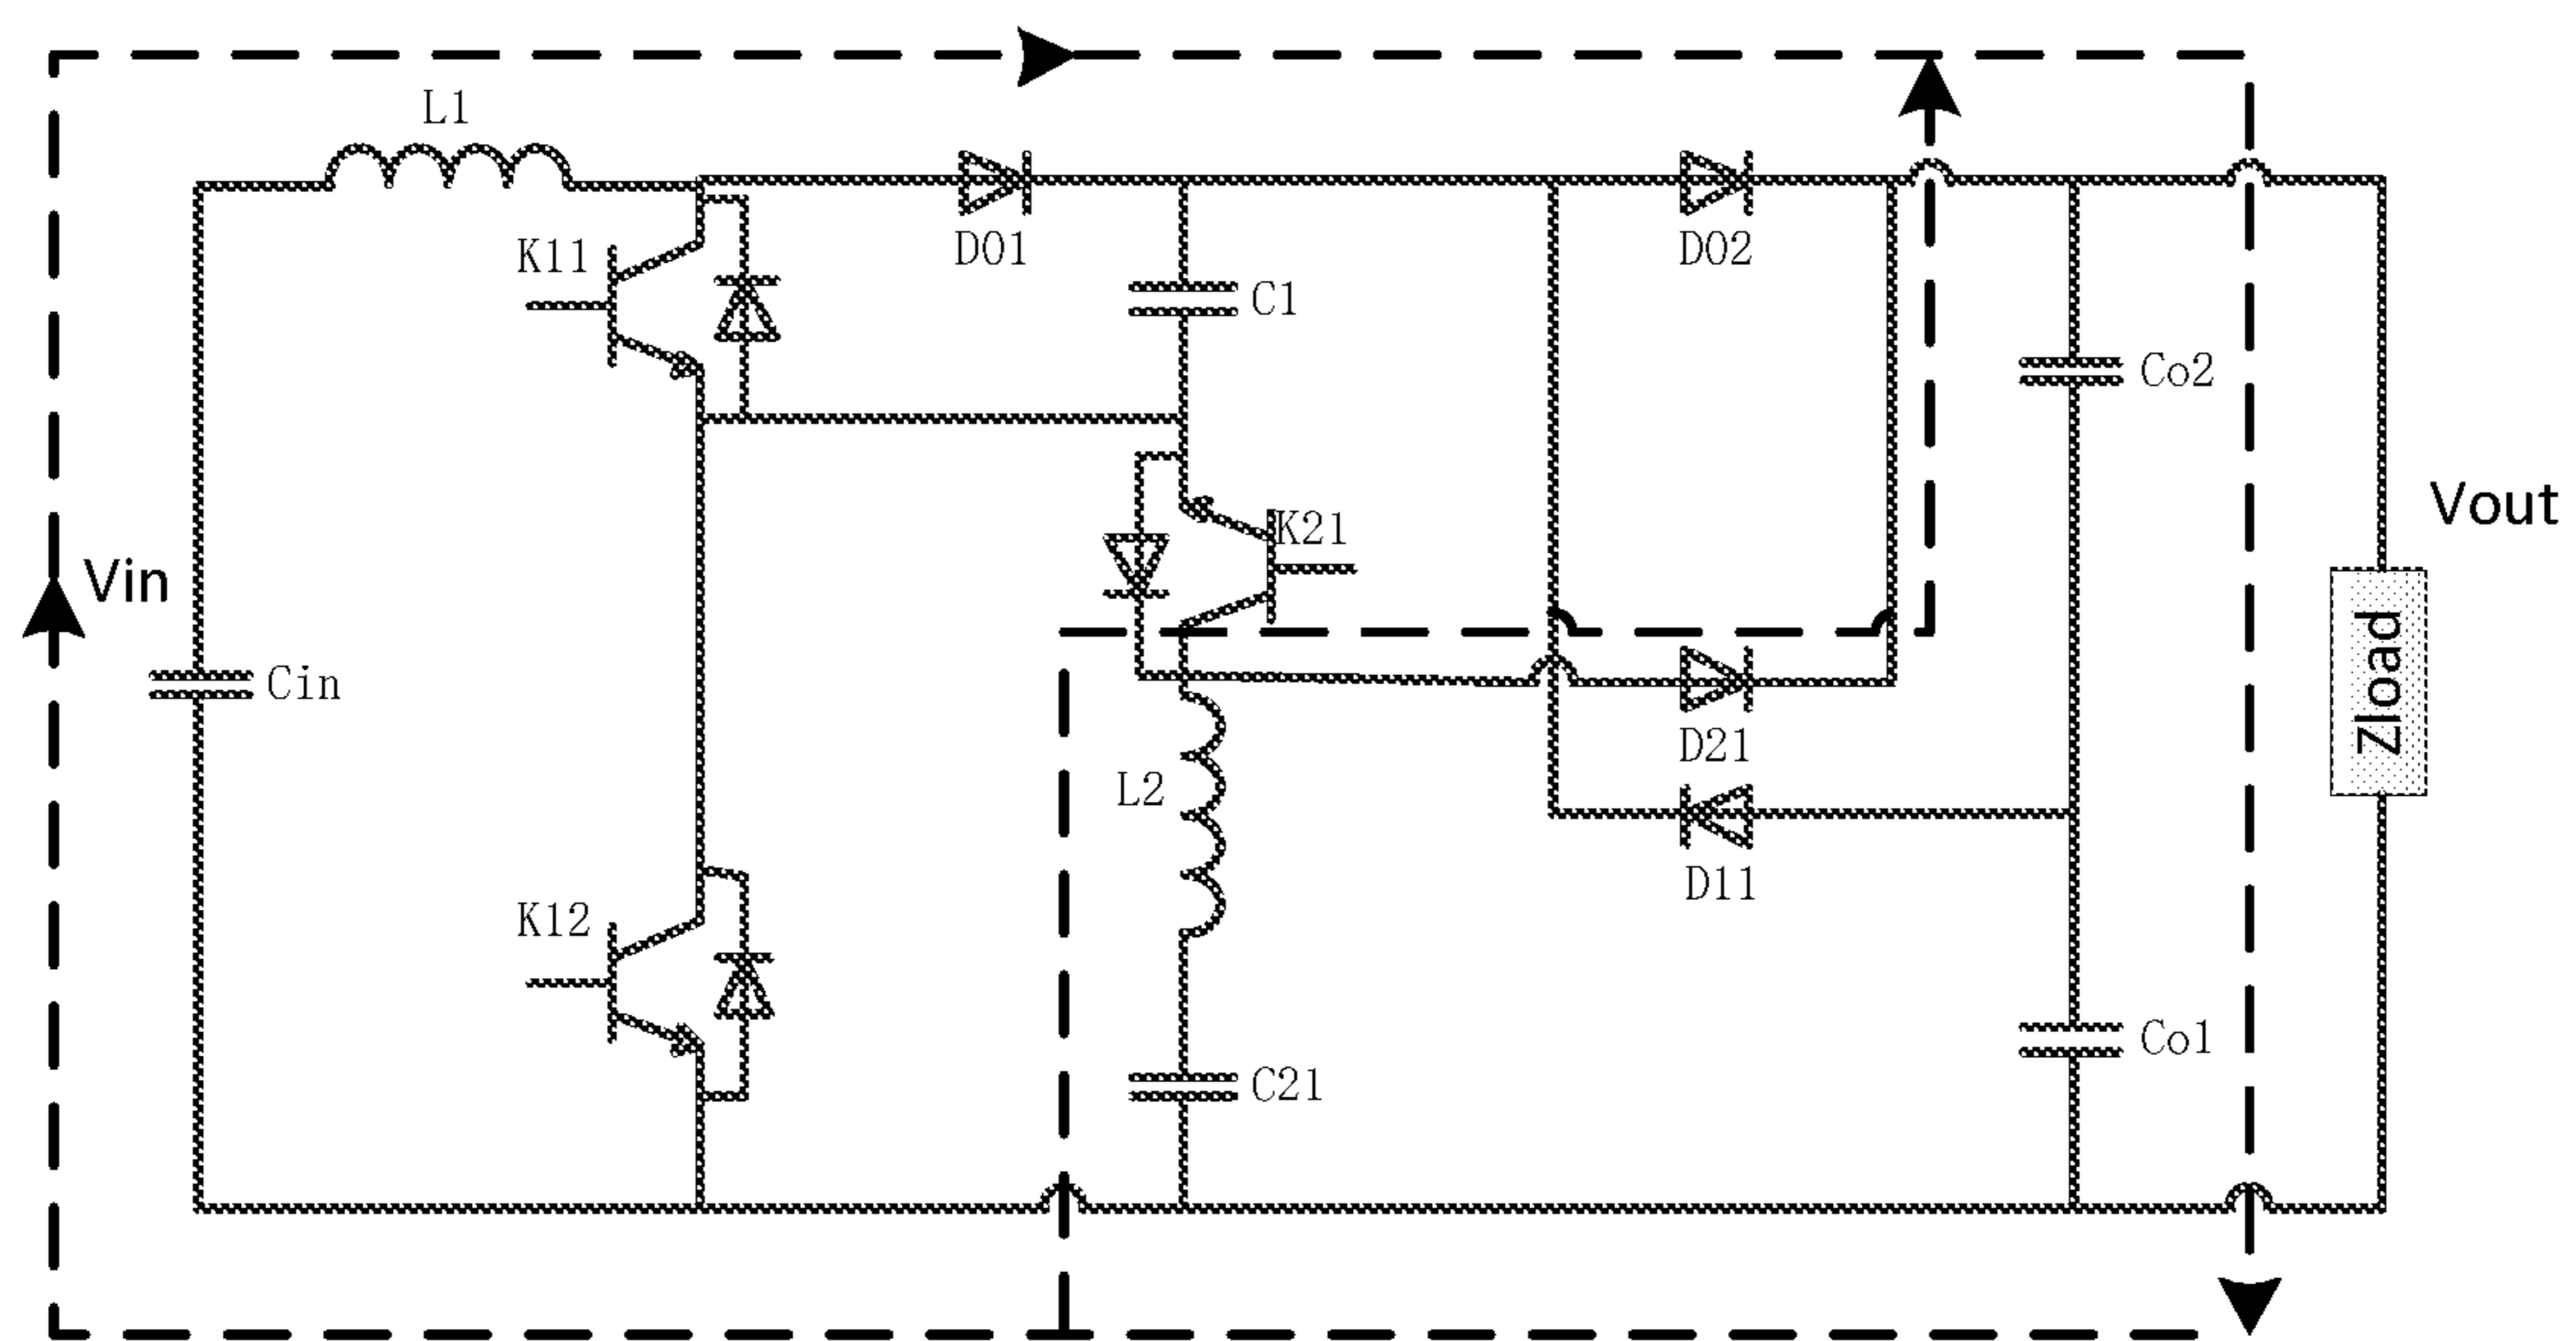 L1
K11
D01
C1
D02
Co2
Vin
K21
Vout
Cin
Zload
D21
L2
D11
K12
C21
Co1